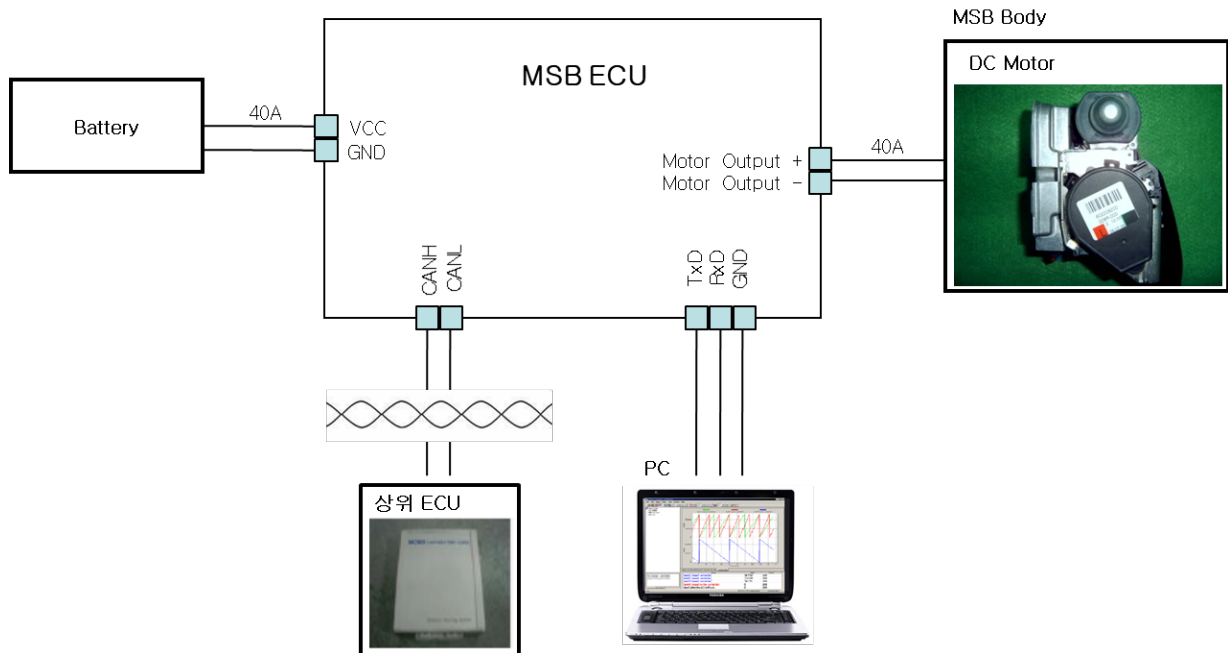 MSB Body
MSB ECU
DC Motor
Battery
40A
VCC
GND
Motor Output +
Motor Output -
40A
CANH
CANL
TxD
RxD
GND
PC
상위 ECU
TOSHIBA